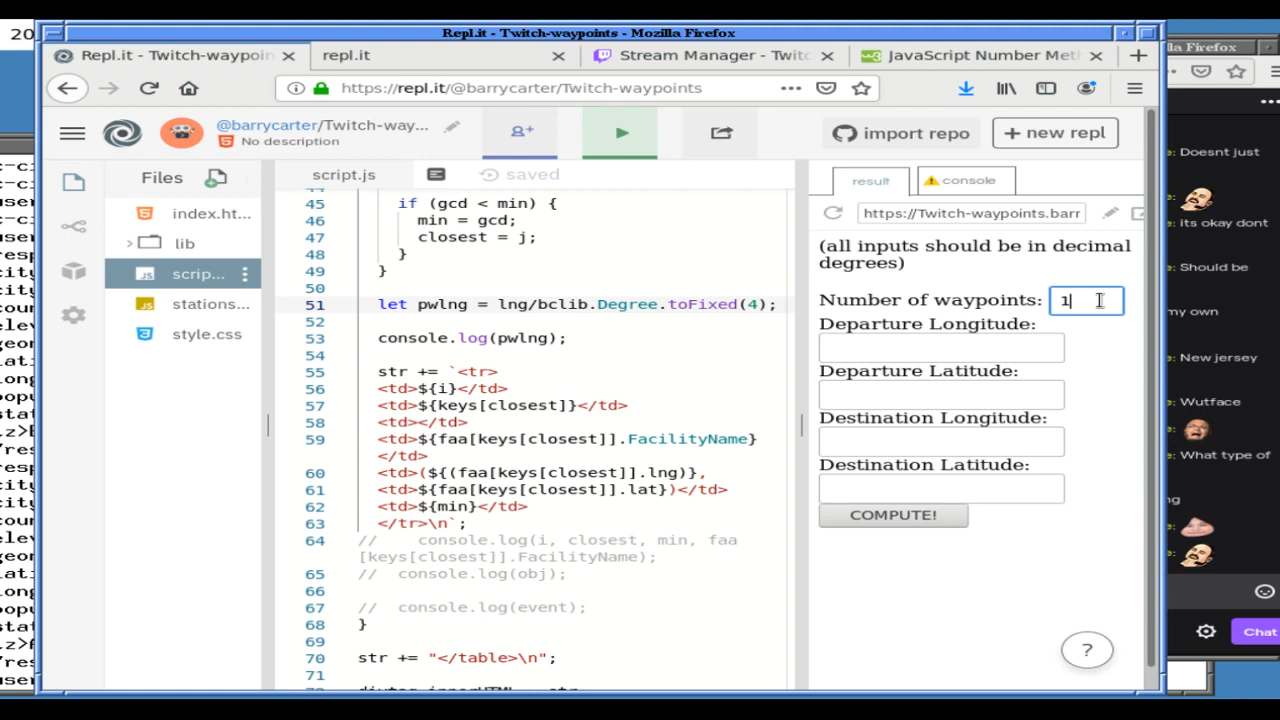 20
Repl.it - Twitch-waypoints - Mozilla Firefox
lla Firefox
Repl.it - Twitch-waypoin
repl.it
Stream Manager - Twitc
JavaScript Number Met
https://repl.it/@barrycarter/Twitch-waypoints
@barrycarter/Twitch-way...
No description
import repo
+ new repl
Files
script.js
saved
result
console
index.ht...
lib
scrip...
stations...
style.css
https://Twitch-waypoints.barr
44
45 if (gcd < min) {
46 min = gcd;
47 closest = j;
48 }
49 }
50
51 let pwlng = lng/bclib.Degree.toFixed(4);
52
53 console.log(pwlng);
54
55 str += `<tr>
56 <td>${i}</td>
57 <td>${keys[closest]}</td>
58 <td></td>
59 <td>${faa[keys[closest]].FacilityName}
</td>
60 <td>(${(faa[keys[closest]].lng)},
61 <td>${faa[keys[closest]].lat})</td>
62 <td>${min}</td>
63 </tr>\n`;
64 // console.log(i, closest, min, faa
[keys[closest]].FacilityName);
65 // console.log(obj);
66
67 // console.log(event);
68 }
69
70 str += "</table>\n";
71
(all inputs should be in decimal
degrees)
Number of waypoints: 1
Departure Longitude:
Departure Latitude:
Destination Longitude:
Destination Latitude:
COMPUTE!
?
Doesnt just
its okay dont
Should be
my own
New jersey
Wutface
What type of
Chat